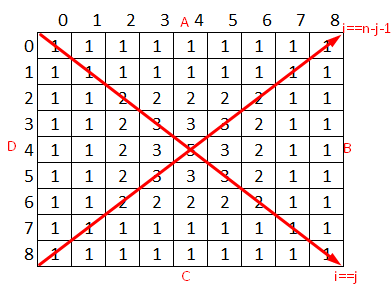 0 1 2 3 A 4 5 6 7 8
i==n-j-1
0 1 1 1 1 1 1 1 1 1
1 1 1 1 1 1 1 1 1 1
2 1 1 2 2 2 2 2 1 1
3 1 1 2 3 3 3 2 1 1
D 4 1 1 2 3 5 3 2 1 1 B
5 1 1 2 3 3 3 2 1 1
6 1 1 2 2 2 2 2 1 1
7 1 1 1 1 1 1 1 1 1
8 1 1 1 1 1 1 1 1 1
C
i==j